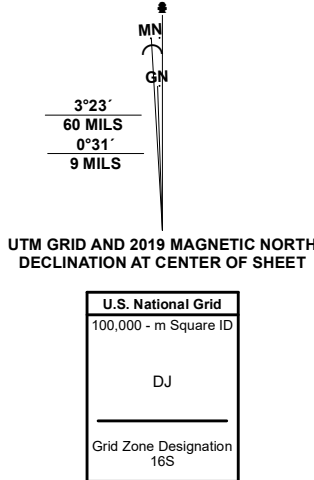 MN
GN
3°23´
60 MILS
0°31´
9 MILS
UTM GRID AND 2019 MAGNETIC NORTH
DECLINATION AT CENTER OF SHEET
U.S. National Grid
100,000 - m Square ID
DJ
Grid Zone Designation
16S